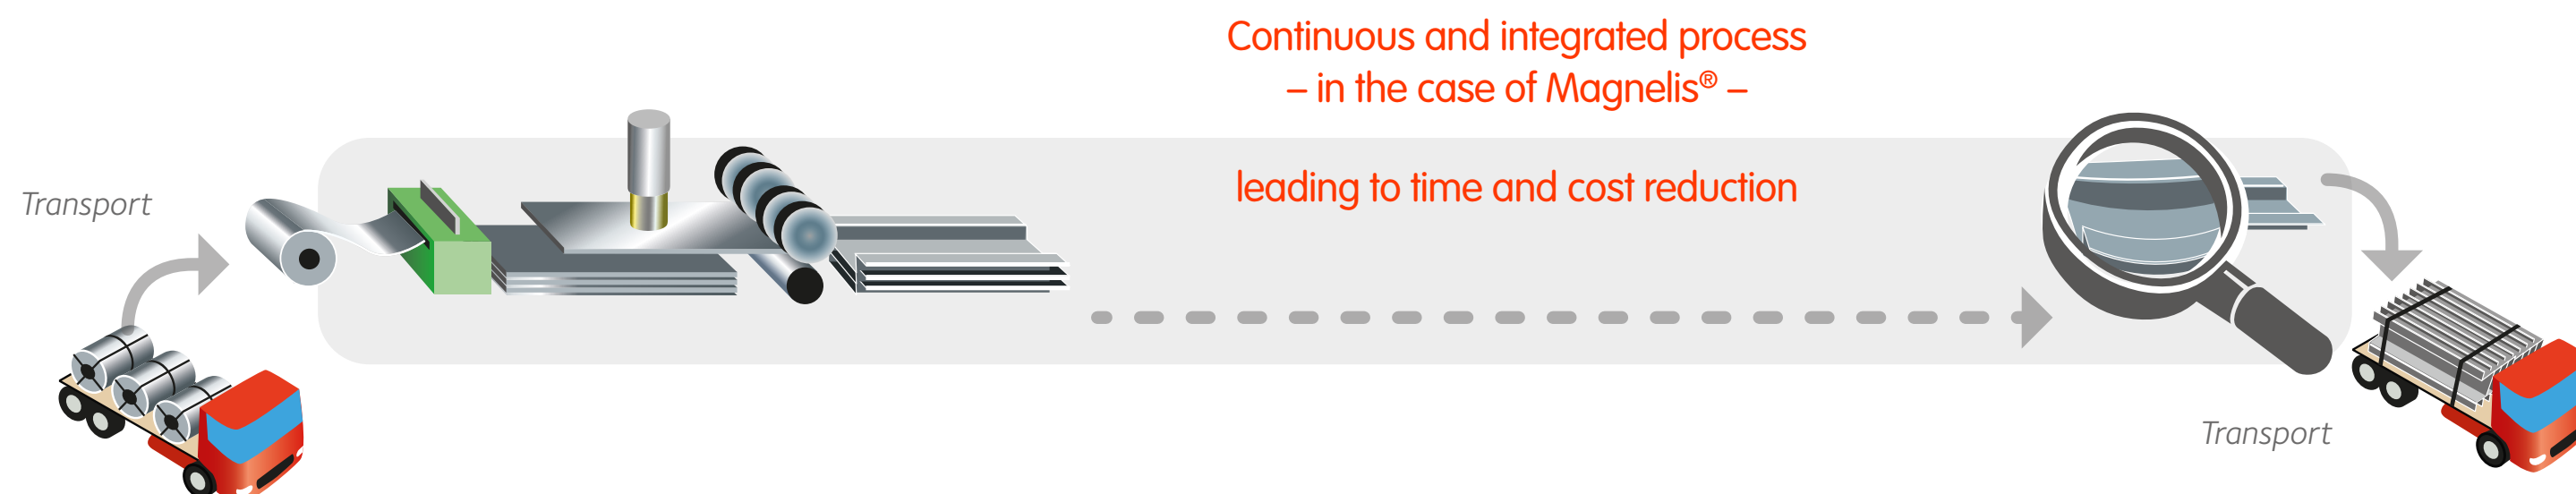 Continuous and integrated process
– in the case of Magnelis® –
leading to time and cost reduction
Transport
Transport